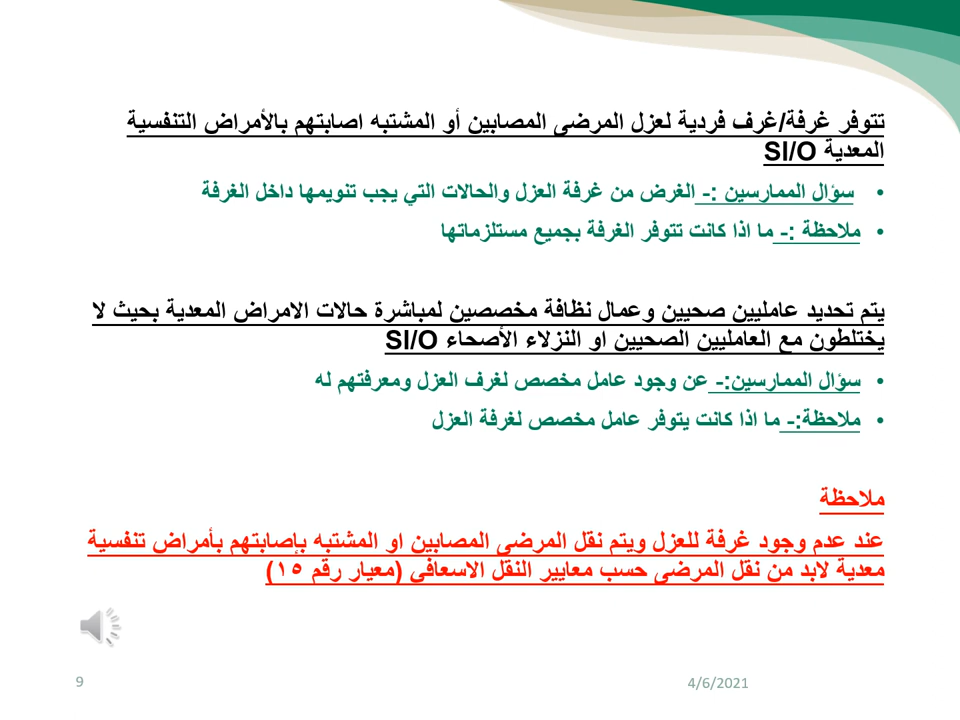 تتوفر غرفة/غرف فردية لعزل المرضى المصابين أو المشتبه اصابتهم بالأمراض التنفسية
المعدية SI/O
• سؤال الممارسين :- الغرض من غرفة العزل والحالات التي يجب تنويمها داخل الغرفة
• ملاحظة :- ما اذا كانت تتوفر الغرفة بجميع مستلزماتها
يتم تحديد عامليين صحيين وعمال نظافة مخصصين لمباشرة حالات الامراض المعدية بحيث لا
يختلطون مع العامليين الصحيين او النزلاء الأصحاء SI/O
• سؤال الممارسين:- عن وجود عامل مخصص لغرف العزل ومعرفتهم له
• ملاحظة:- ما اذا كانت يتوفر عامل مخصص لغرفة العزل
ملاحظة
عند عدم وجود غرفة للعزل ويتم نقل المرضى المصابين او المشتبه بإصابتهم بأمراض تنفسية
معدية لابد من نقل المرضى حسب معايير النقل الاسعافي (معيار رقم ١٥)
9
4/6/2021